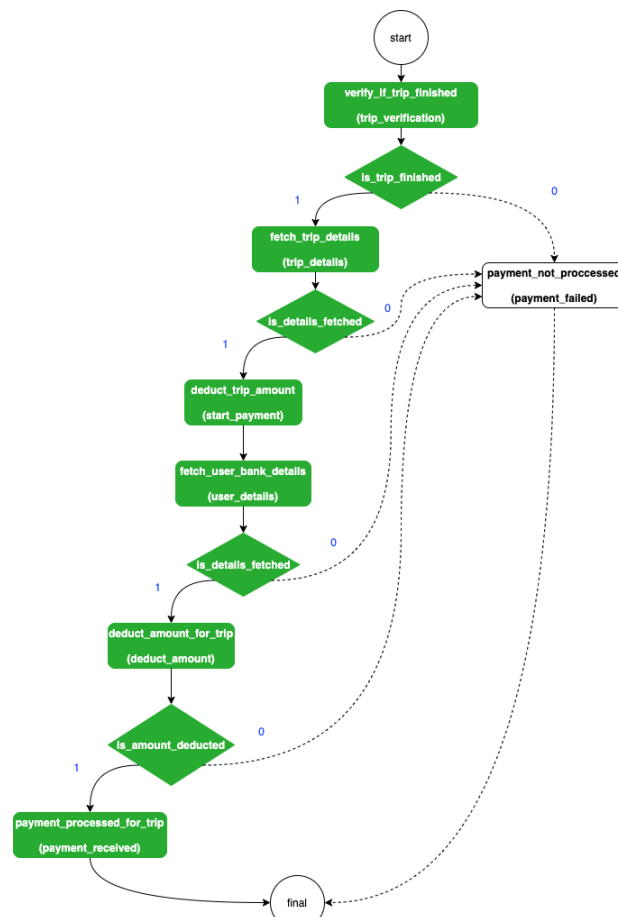 start
verify_if_trip_finished
(trip_verification)
is_trip_finished
1
0
fetch_trip_details
(trip_details)
payment_not_proccessed
(payment_failed)
is_details_fetched
0
1
deduct_trip_amount
(start_payment)
fetch_user_bank_details
(user_details)
is_details_fetched
0
1
deduct_amount_for_trip
(deduct_amount)
is_amount_deducted
0
1
payment_processed_for_trip
(payment_received)
final